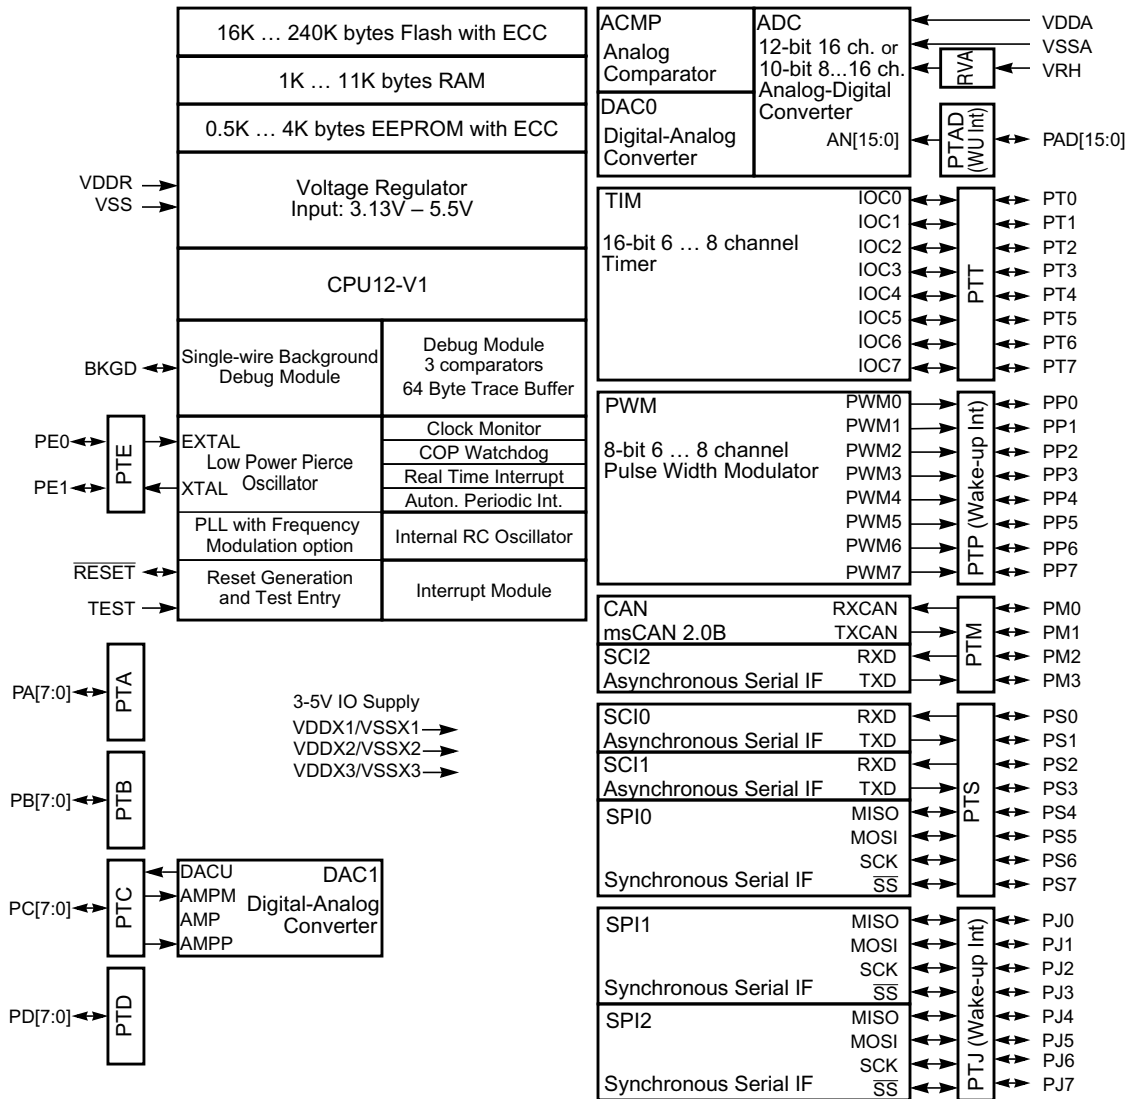 16K … 240K bytes Flash with ECC
1K … 11K bytes RAM
0.5K … 4K bytes EEPROM with ECC
VDDR
VSS
Voltage Regulator
Input: 3.13V – 5.5V
CPU12-V1
BKGD
Single-wire Background
Debug Module
Debug Module
3 comparators
64 Byte Trace Buffer
PE0
PE1
PTE
EXTAL
Low Power Pierce
Oscillator
XTAL
Clock Monitor
COP Watchdog
Real Time Interrupt
Auton. Periodic Int.
PLL with Frequency
Modulation option
Internal RC Oscillator
RESET
TEST
Reset Generation
and Test Entry
Interrupt Module
PA[7:0]
PTA
PB[7:0]
PTB
3-5V IO Supply
VDDX1/VSSX1
VDDX2/VSSX2
VDDX3/VSSX3
PC[7:0]
PTC
DACU
AMPM
AMP
AMPP
DAC1
Digital-Analog
Converter
PD[7:0]
PTD
ACMP
Analog
Comparator
DAC0
Digital-Analog
Converter
ADC
12-bit 16 ch. or
10-bit 8...16 ch.
Analog-Digital
Converter
AN[15:0]
RVA
PTAD
(WU Int)
VDDA
VSSA
VRH
PAD[15:0]
TIM
16-bit 6 … 8 channel
Timer
IOC0
IOC1
IOC2
IOC3
IOC4
IOC5
IOC6
IOC7
PTT
PT0
PT1
PT2
PT3
PT4
PT5
PT6
PT7
PWM
8-bit 6 … 8 channel
Pulse Width Modulator
PWM0
PWM1
PWM2
PWM3
PWM4
PWM5
PWM6
PWM7
PTP (Wake-up Int)
PP0
PP1
PP2
PP3
PP4
PP5
PP6
PP7
CAN
msCAN 2.0B
RXCAN
TXCAN
SCI2
Asynchronous Serial IF
RXD
TXD
PTM
PM0
PM1
PM2
PM3
SCI0
Asynchronous Serial IF
RXD
TXD
SCI1
Asynchronous Serial IF
RXD
TXD
SPI0
Synchronous Serial IF
MISO
MOSI
SCK
SS
PTS
PS0
PS1
PS2
PS3
PS4
PS5
PS6
PS7
SPI1
Synchronous Serial IF
MISO
MOSI
SCK
SS
SPI2
Synchronous Serial IF
MISO
MOSI
SCK
SS
PTJ (Wake-up Int)
PJ0
PJ1
PJ2
PJ3
PJ4
PJ5
PJ6
PJ7